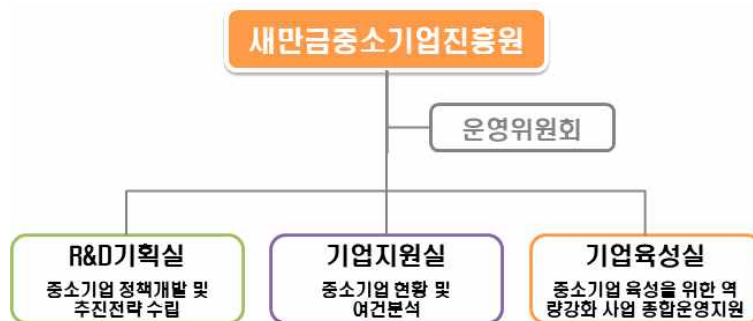 새만금중소기업진흥원
운영위원회
R&D기획실
중소기업 정책개발 및
추진전략 수립
기업지원실
중소기업 현황 및
여건분석
기업육성실
중소기업 육성을 위한 역
량강화 사업 종합운영지원